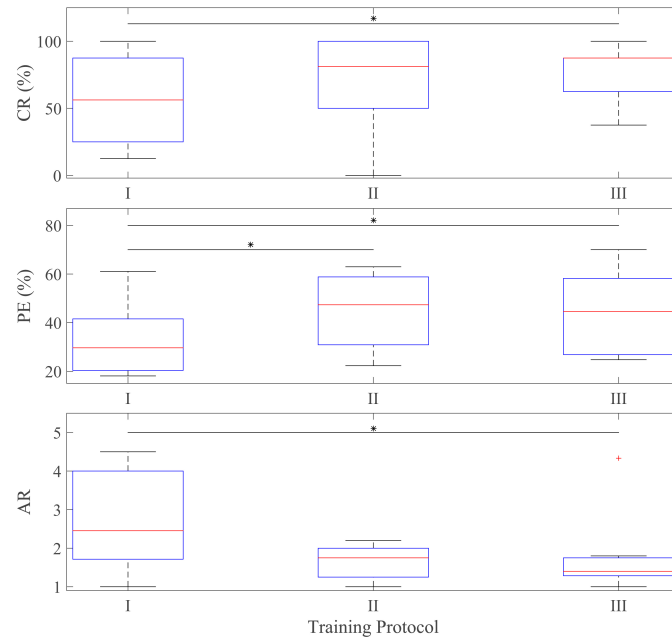 *
CR (%)
100
50
0
I II III
*
*
PE (%)
80
60
40
20
I II III
*
AR
5
4
3
2
1
I II III
Training Protocol